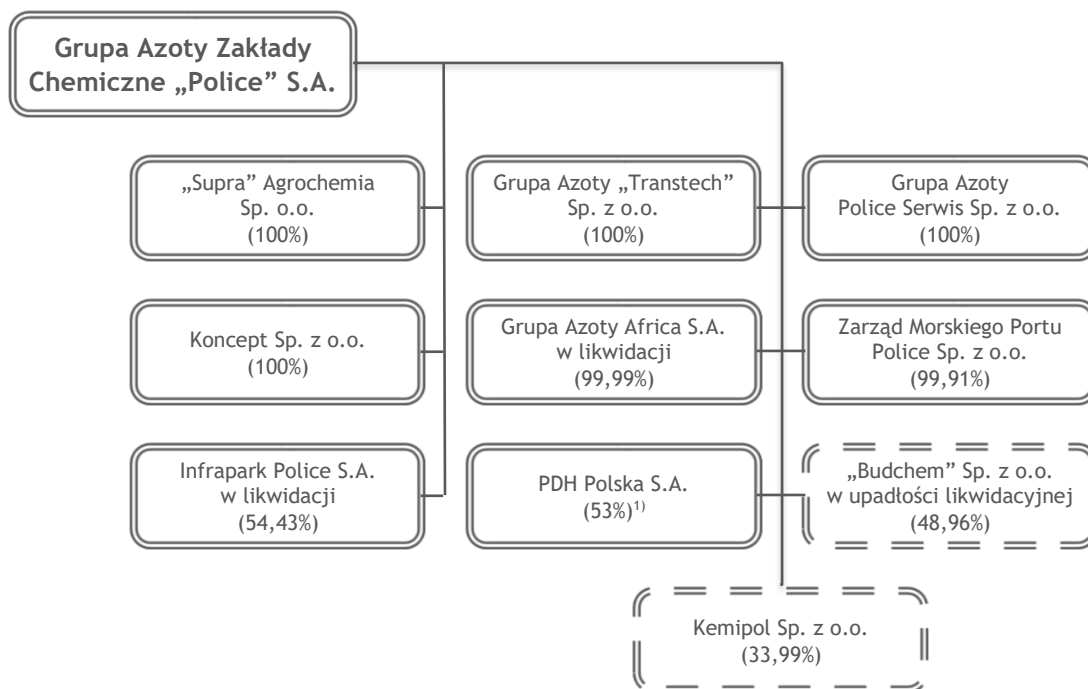 Grupa Azoty Zakłady
Chemiczne „Police” S.A.
„Supra” Agrochemia
Sp. o.o.
(100%)
Grupa Azoty „Transtech”
Sp. z o.o.
(100%)
Grupa Azoty
Police Serwis Sp. z o.o.
(100%)
Koncept Sp. z o.o.
(100%)
Grupa Azoty Africa S.A.
w likwidacji
(99,99%)
Zarząd Morskiego Portu
Police Sp. z o.o.
(99,91%)
Infrapark Police S.A.
w likwidacji
(54,43%)
PDH Polska S.A.
(53%)¹⁾
„Budchem” Sp. z o.o.
w upadłości likwidacyjnej
(48,96%)
Kemipol Sp. z o.o.
(33,99%)